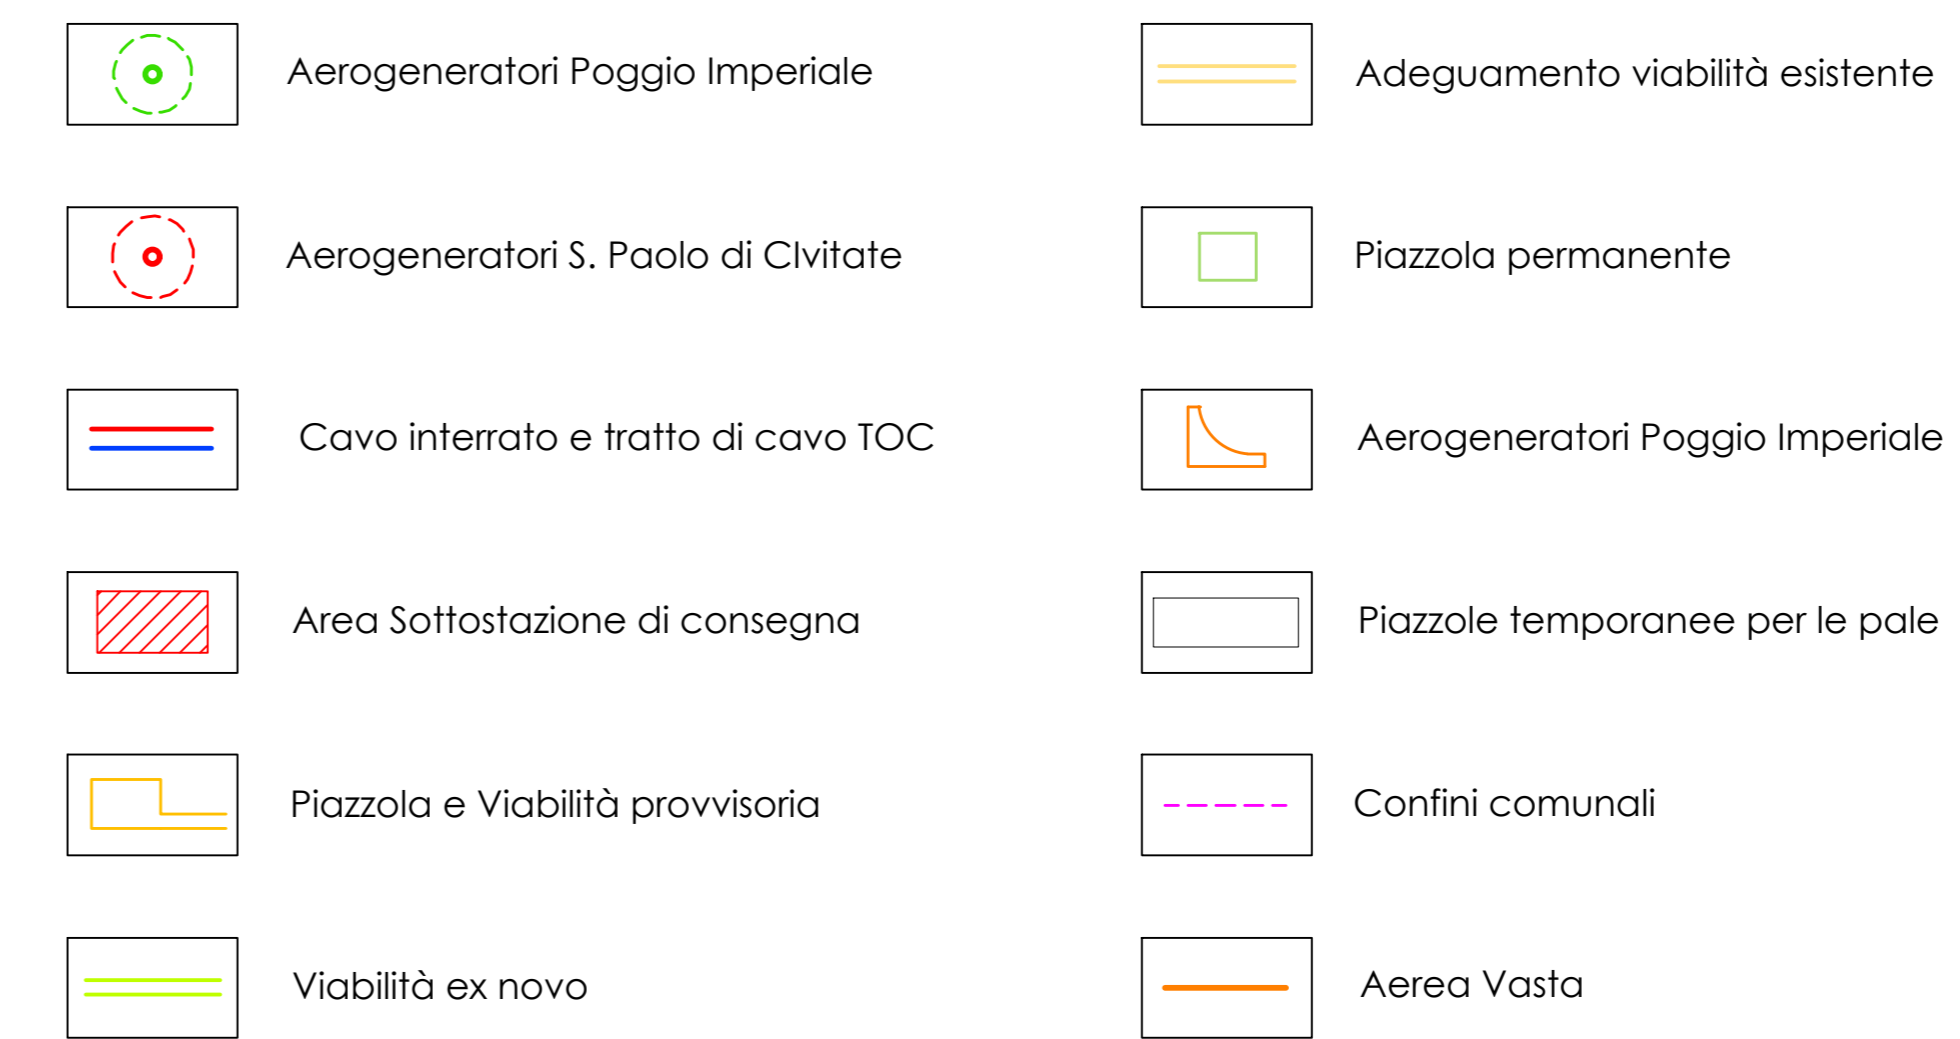 Aerogeneratori Poggio Imperiale
Adeguamento viabilità esistente
Aerogeneratori S. Paolo di CIvitate
Piazzola permanente
Cavo interrato e tratto di cavo TOC
Aerogeneratori Poggio Imperiale
Area Sottostazione di consegna
Piazzole temporanee per le pale
Piazzola e Viabilità provvisoria
Confini comunali
Viabilità ex novo
Aerea Vasta